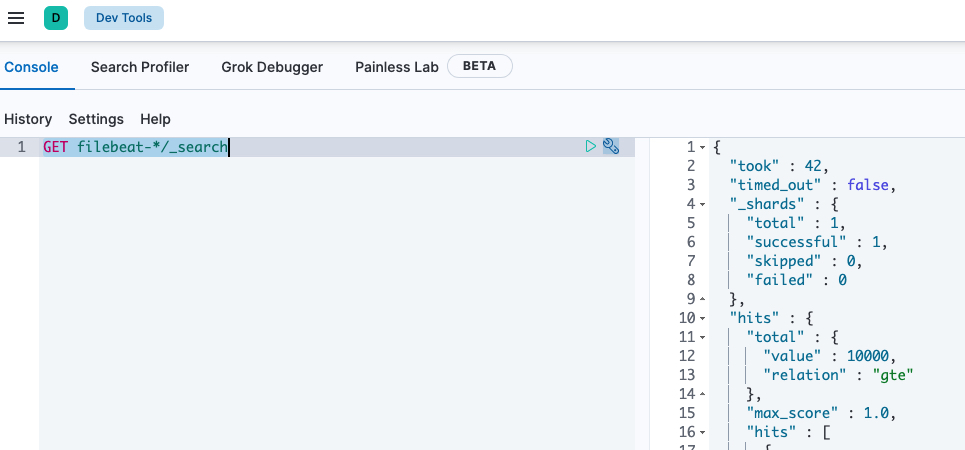 D Dev Tools
Console Search Profiler Grok Debugger Painless Lab BETA
History Settings Help
1 GET filebeat-*/_search
1 {
2 "took" : 42,
3 "timed_out" : false,
4 "_shards" : {
5 "total" : 1,
6 "successful" : 1,
7 "skipped" : 0,
8 "failed" : 0
9 },
10 "hits" : {
11 "total" : {
12 "value" : 10000,
13 "relation" : "gte"
14 },
15 "max_score" : 1.0,
16 "hits" : [
17 {